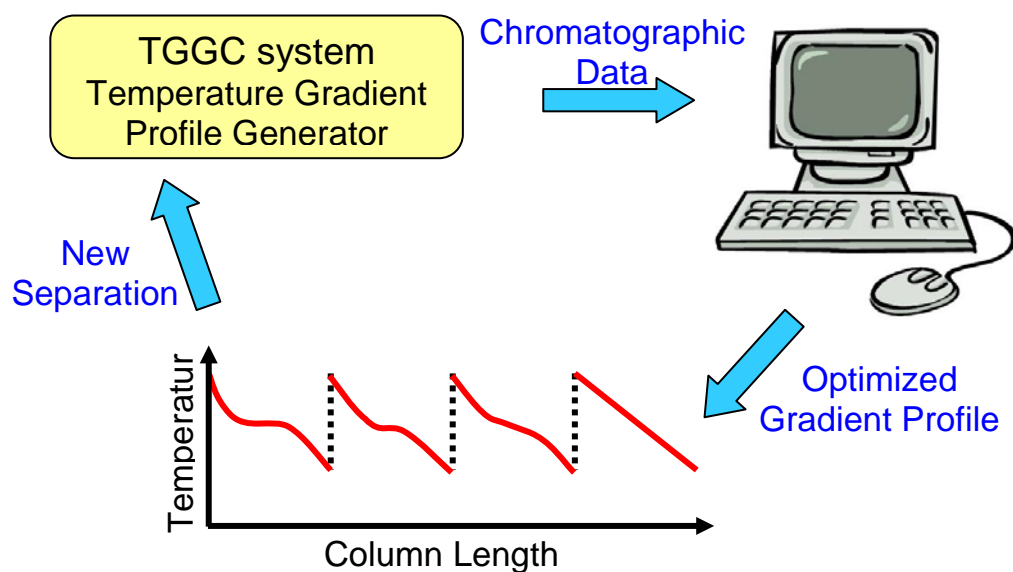 TGGC system
Temperature Gradient
Profile Generator
Chromatographic
Data
New
Separation
Optimized
Gradient Profile
Temperatur
Column Length